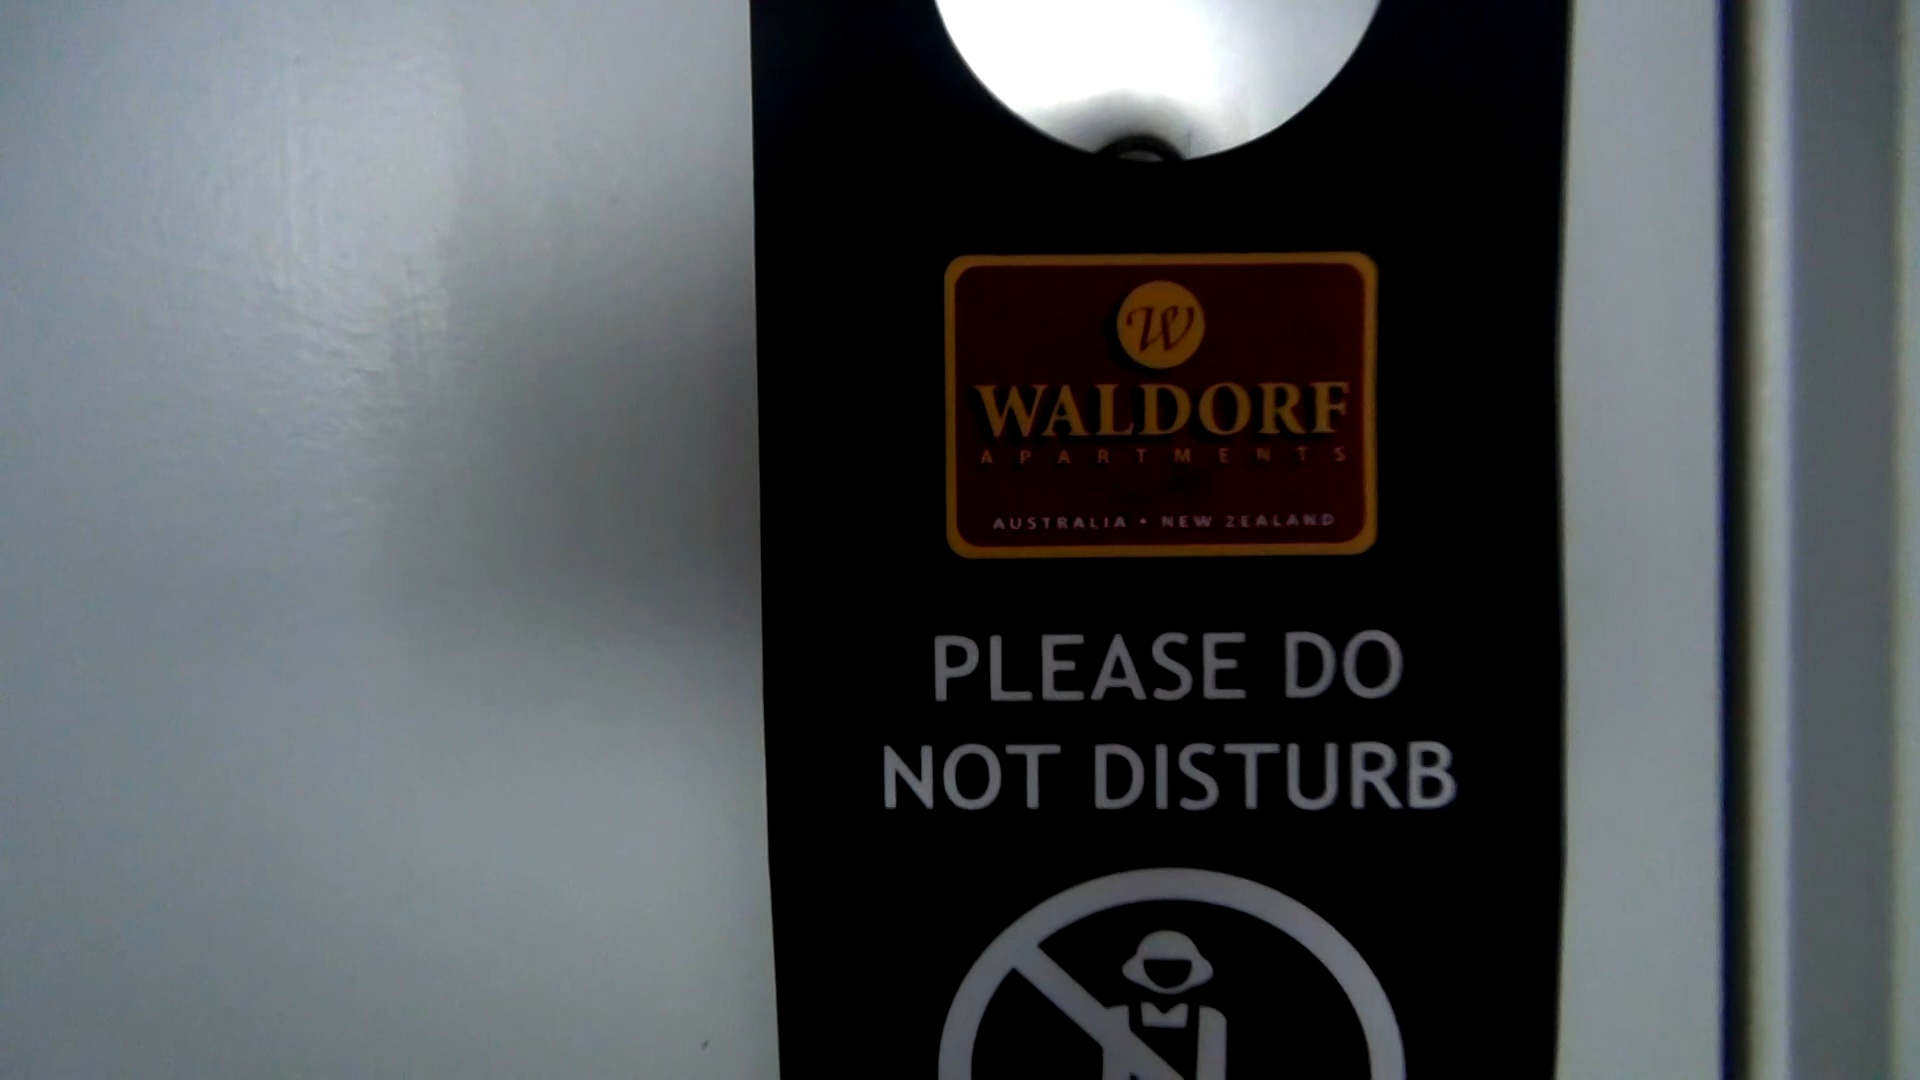 W
WALDORF
APARTMENTS
AUSTRALIA • NEW ZEALAND
PLEASE DO
NOT DISTURB